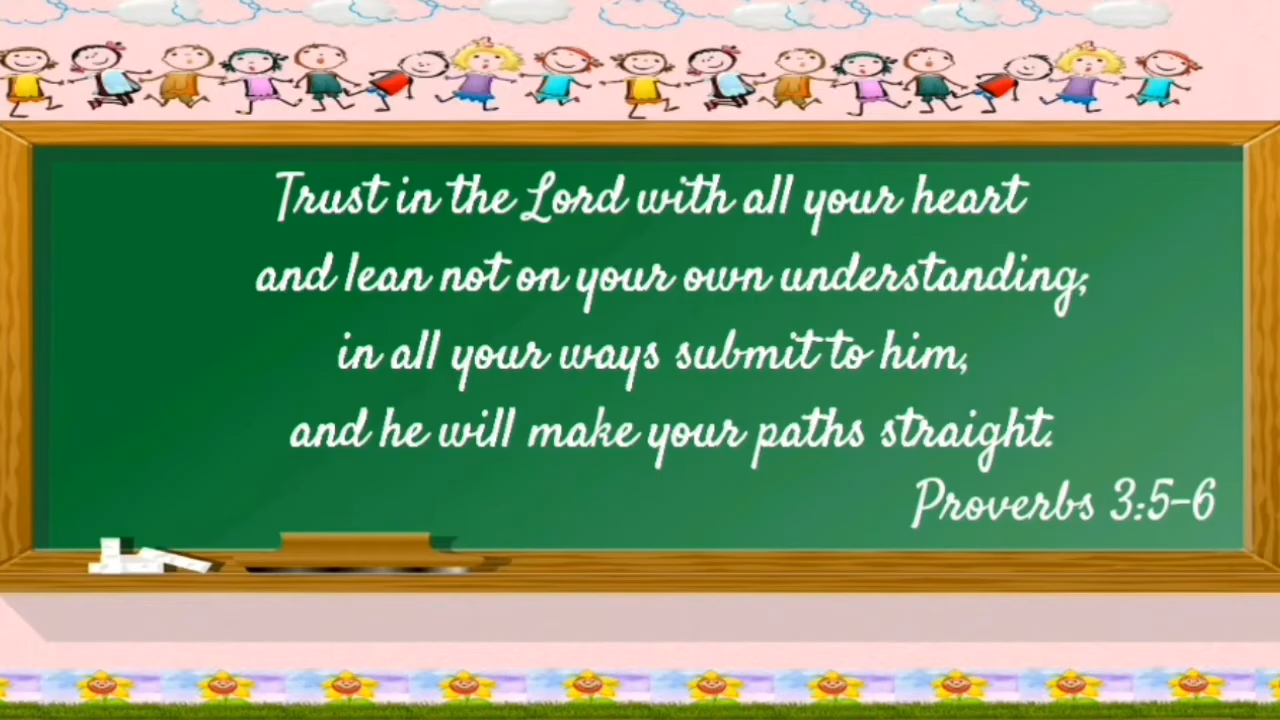 Trust in the Lord with all your heart
and lean not on your own understanding;
in all your ways submit to him,
and he will make your paths straight.
Proverbs 3:5-6